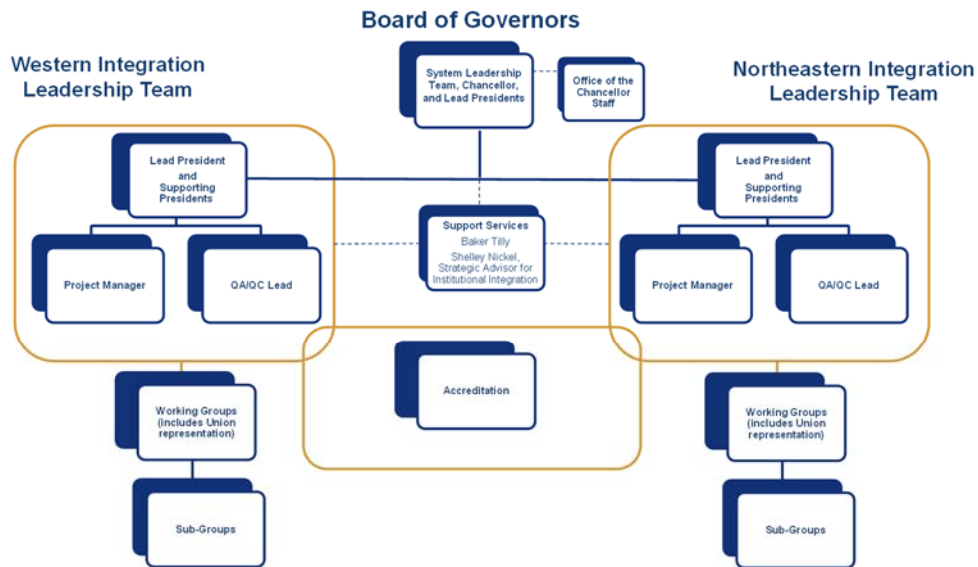 Board of Governors
Western Integration
Leadership Team
System Leadership
Team, Chancellor,
and Lead Presidents
Office of the
Chancellor
Staff
Northeastern Integration
Leadership Team
Lead President
and
Supporting
Presidents
Project Manager
QA/QC Lead
Support Services
Baker Tilly
Shelley Nickel,
Strategic Advisor for
Institutional Integration
Lead President
and
Supporting
Presidents
Project Manager
QA/QC Lead
Accreditation
Working Groups
(includes Union
representation)
Sub-Groups
Working Groups
(includes Union
representation)
Sub-Groups